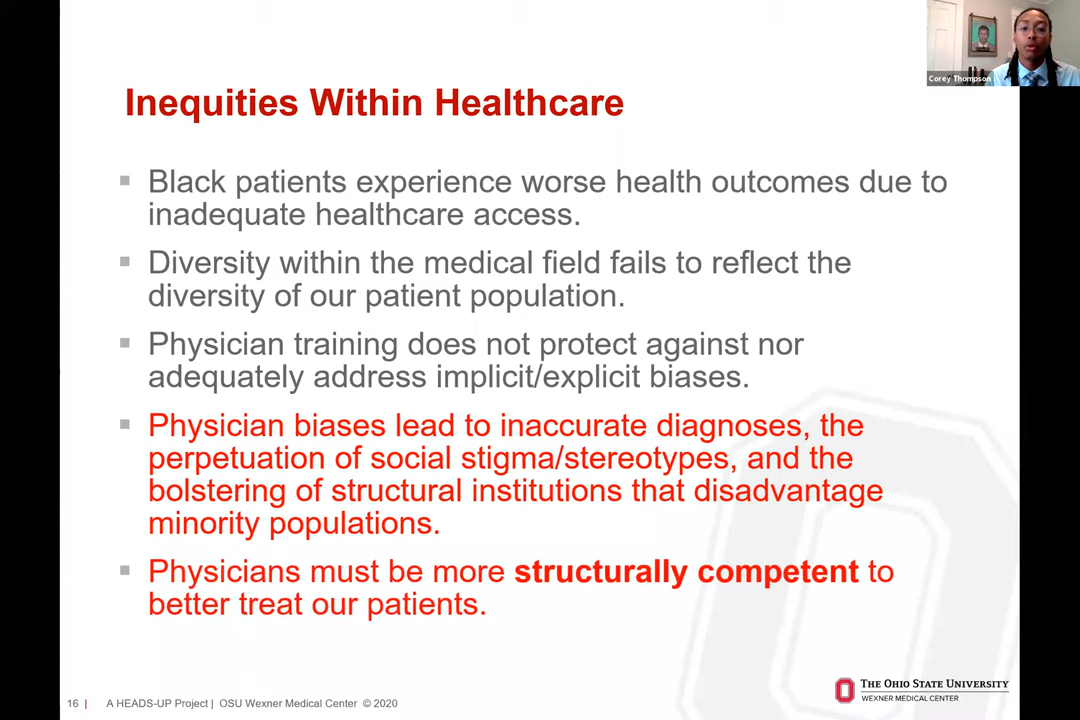 Corey Thompson
Inequities Within Healthcare
▪ Black patients experience worse health outcomes due to
inadequate healthcare access.
▪ Diversity within the medical field fails to reflect the
diversity of our patient population.
▪ Physician training does not protect against nor
adequately address implicit/explicit biases.
▪ Physician biases lead to inaccurate diagnoses, the
perpetuation of social stigma/stereotypes, and the
bolstering of structural institutions that disadvantage
minority populations.
▪ Physicians must be more structurally competent to
better treat our patients.
16 | A HEADS-UP Project | OSU Wexner Medical Center © 2020
THE OHIO STATE UNIVERSITY
WEXNER MEDICAL CENTER